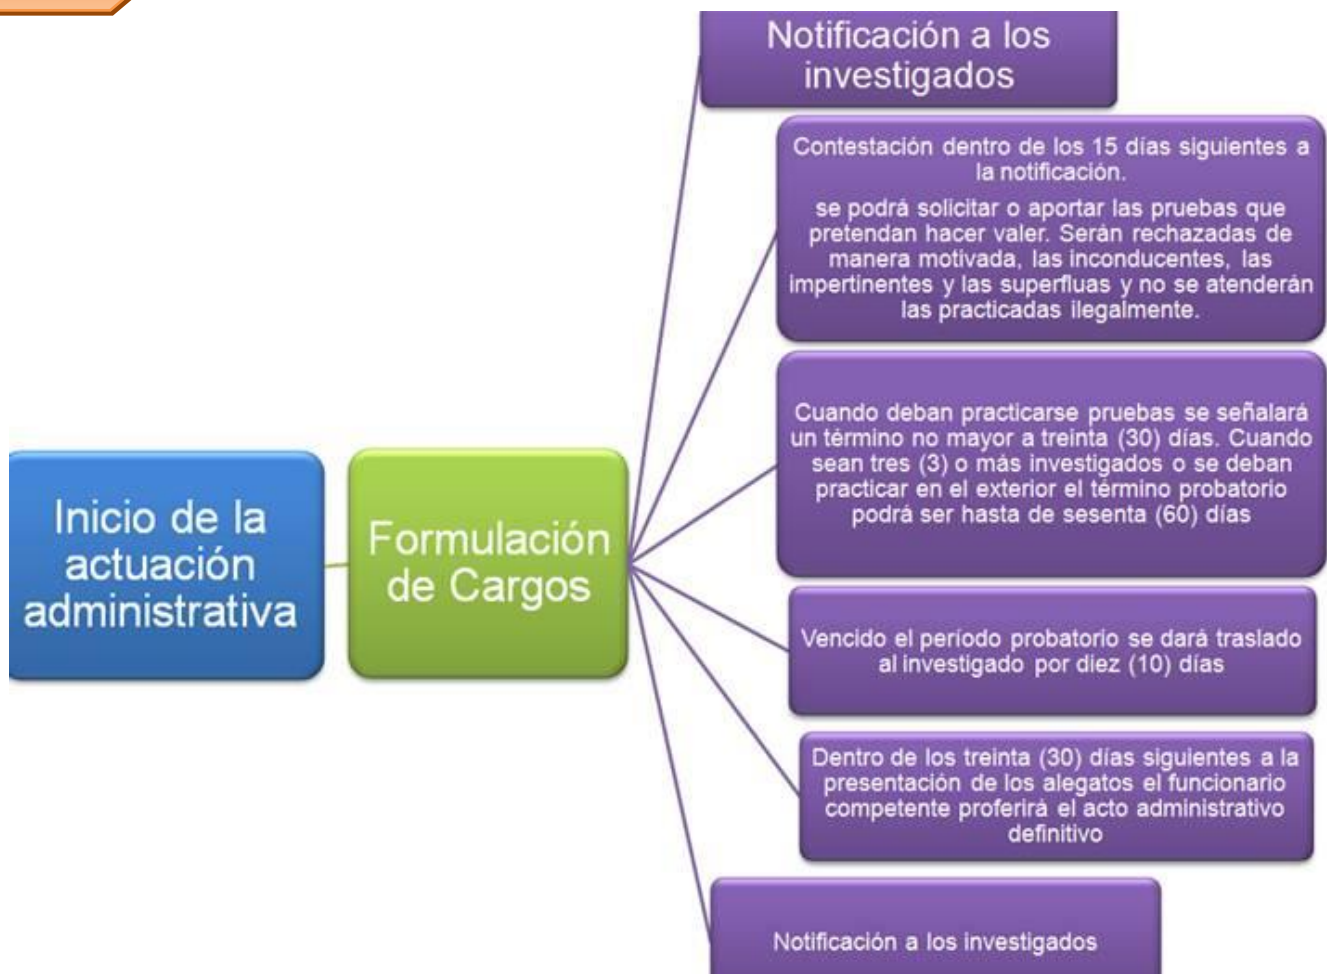 Notificación a los
investigados
Contestación dentro de los 15 días siguientes a
la notificación.
se podrá solicitar o aportar las pruebas que
pretendan hacer valer. Serán rechazadas de
manera motivada, las inconducentes, las
impertinentes y las superfluas y no se atenderán
las practicadas ilegalmente.
Cuando deban practicarse pruebas se señalará
un término no mayor a treinta (30) días. Cuando
sean tres (3) o más investigados o se deban
practicar en el exterior el término probatorio
podrá ser hasta de sesenta (60) días
Inicio de la
actuación
administrativa
Formulación
de Cargos
Vencido el período probatorio se dará traslado
al investigado por diez (10) días
Dentro de los treinta (30) días siguientes a la
presentación de los alegatos el funcionario
competente proferirá el acto administrativo
definitivo
Notificación a los investigados